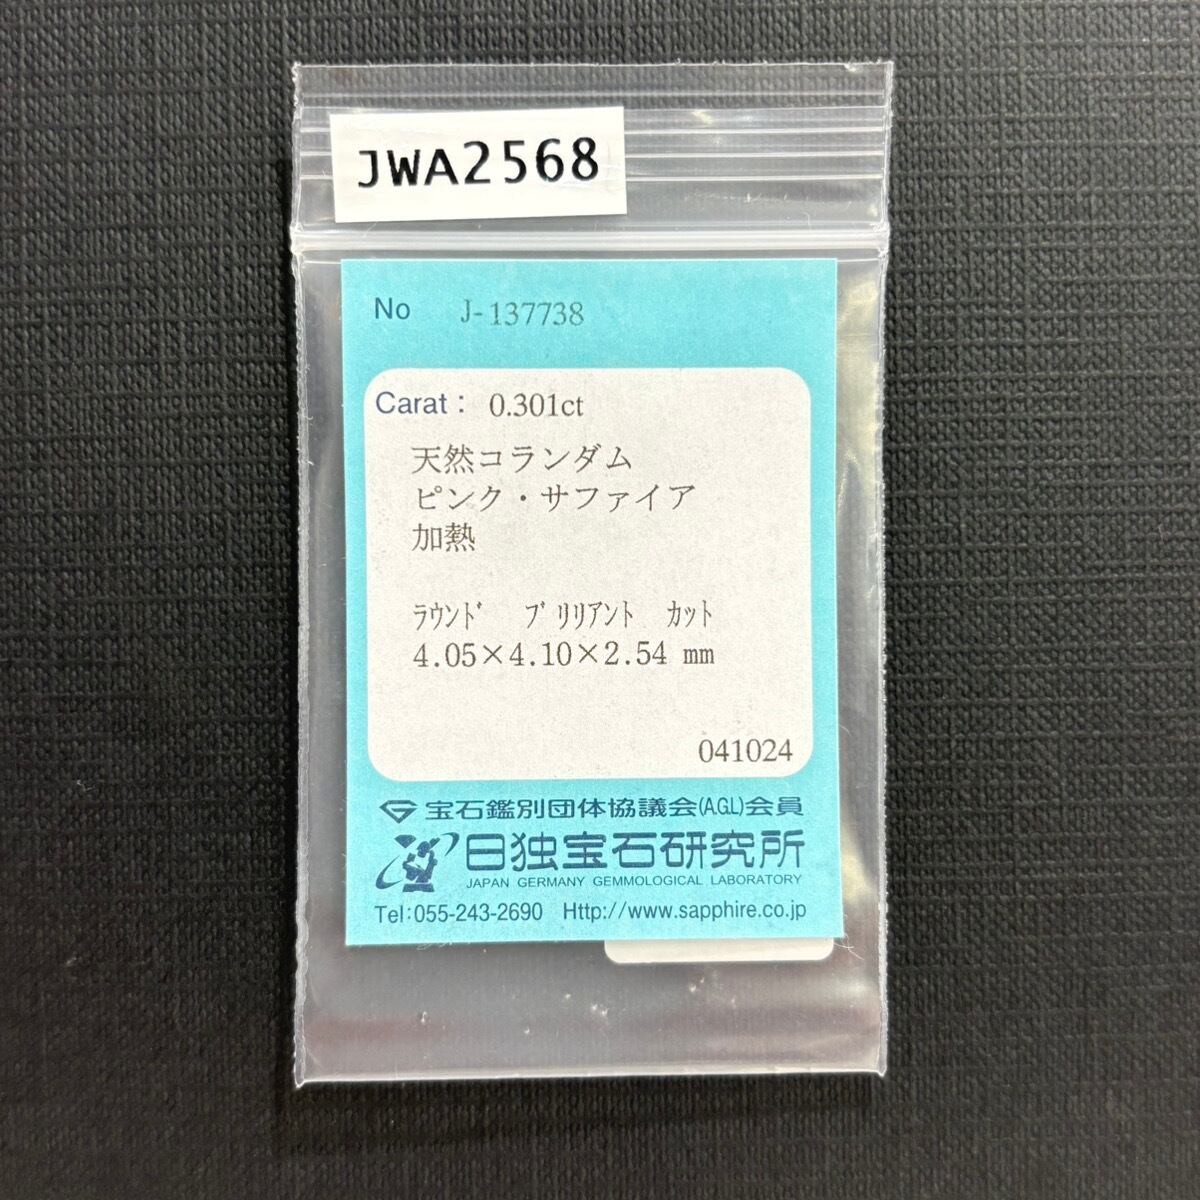 JWA2568
No J-137738
Carat: 0.301ct
天然コランダム
ピンク・サファイア
加熱
ﾗｳﾝﾄﾞ ﾌﾞﾘﾘｱﾝﾄ ｶｯﾄ
4.05×4.10×2.54 mm
041024
宝石鑑別団体協議会(AGL)会員
日独宝石研究所
JAPAN GERMANY GEMMOLOGICAL LABORATORY
Tel:055-243-2690 Http://www.sapphire.co.jp